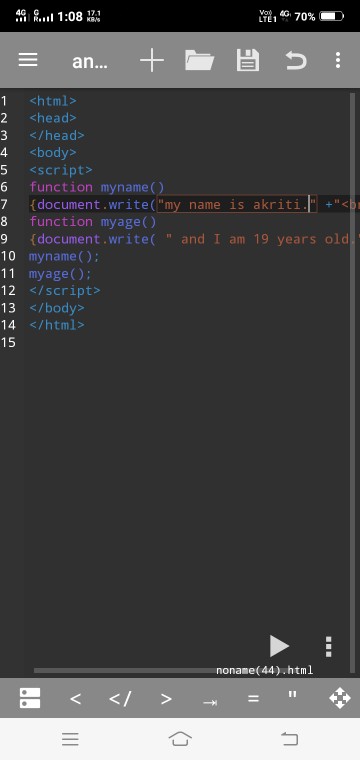 4G G 1:08 17.1 KB/s Vo) LTE1 4G 70%
an...
1 <html>
2 <head>
3 </head>
4 <body>
5 <script>
6 function myname()
7 {document.write("my name is akriti." +"<br
8 function myage()
9 {document.write( " and I am 19 years old."
10 myname();
11 myage();
12 </script>
13 </body>
14 </html>
15
noname(44).html
< </ > = "